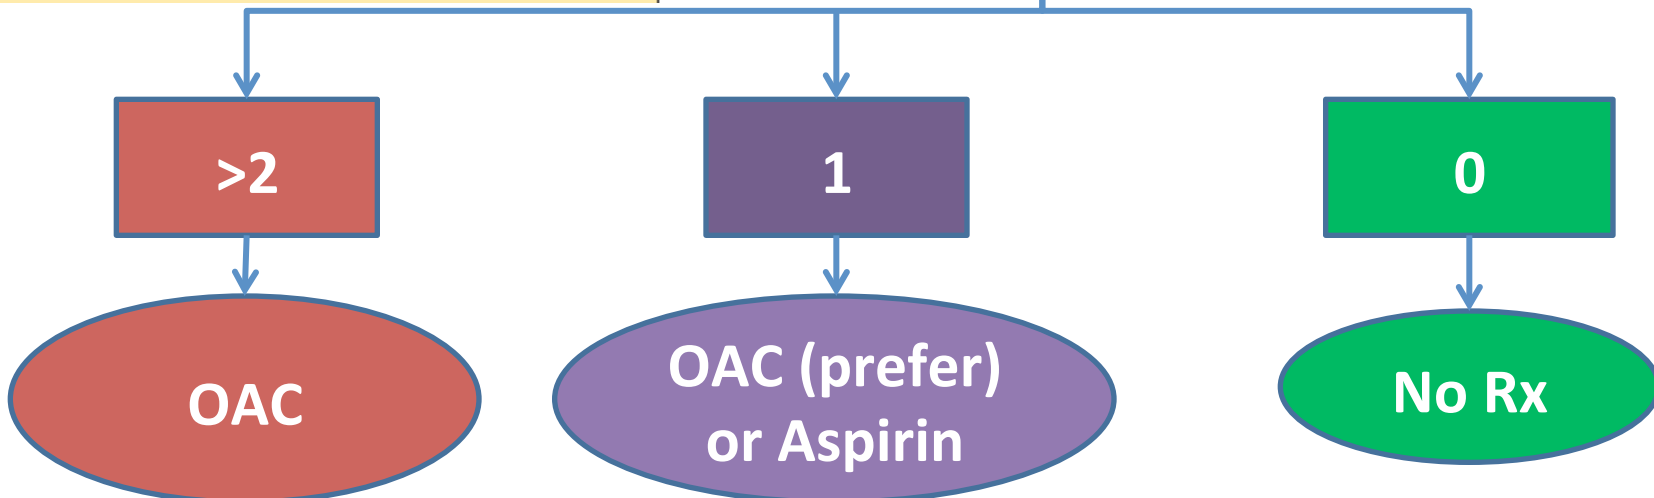 >2
1
0
OAC
OAC (prefer)
or Aspirin
No Rx